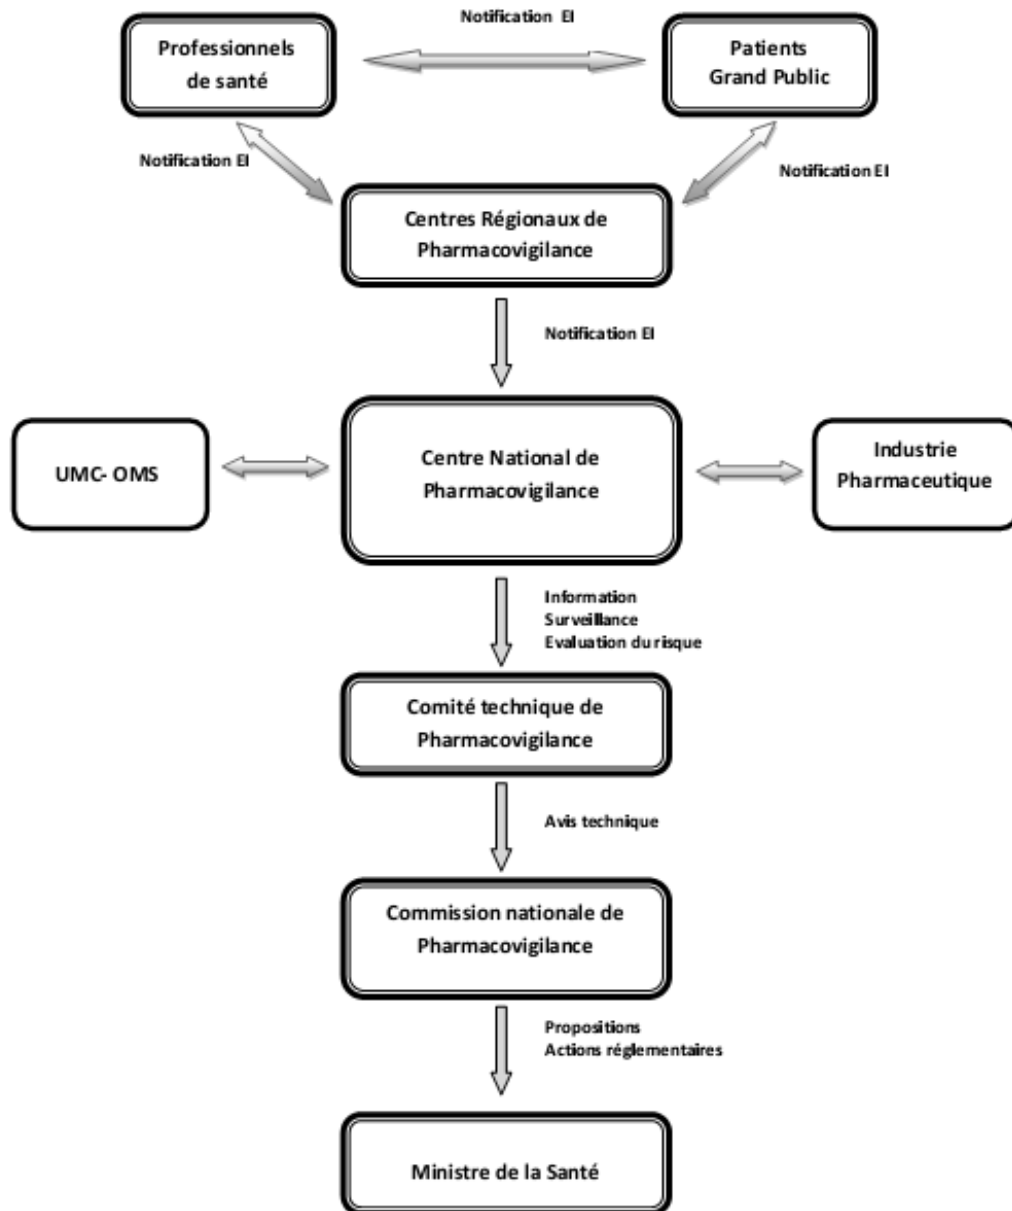 Notification EI
Professionnels
de santé
Patients
Grand Public
Notification EI
Notification EI
Centres Régionaux de
Pharmacovigilance
Notification EI
UMC- OMS
Centre National de
Pharmacovigilance
Industrie
Pharmaceutique
Information
Surveillance
Evaluation du risque
Comité technique de
Pharmacovigilance
Avis technique
Commission nationale de
Pharmacovigilance
Propositions
Actions réglementaires
Ministre de la Santé